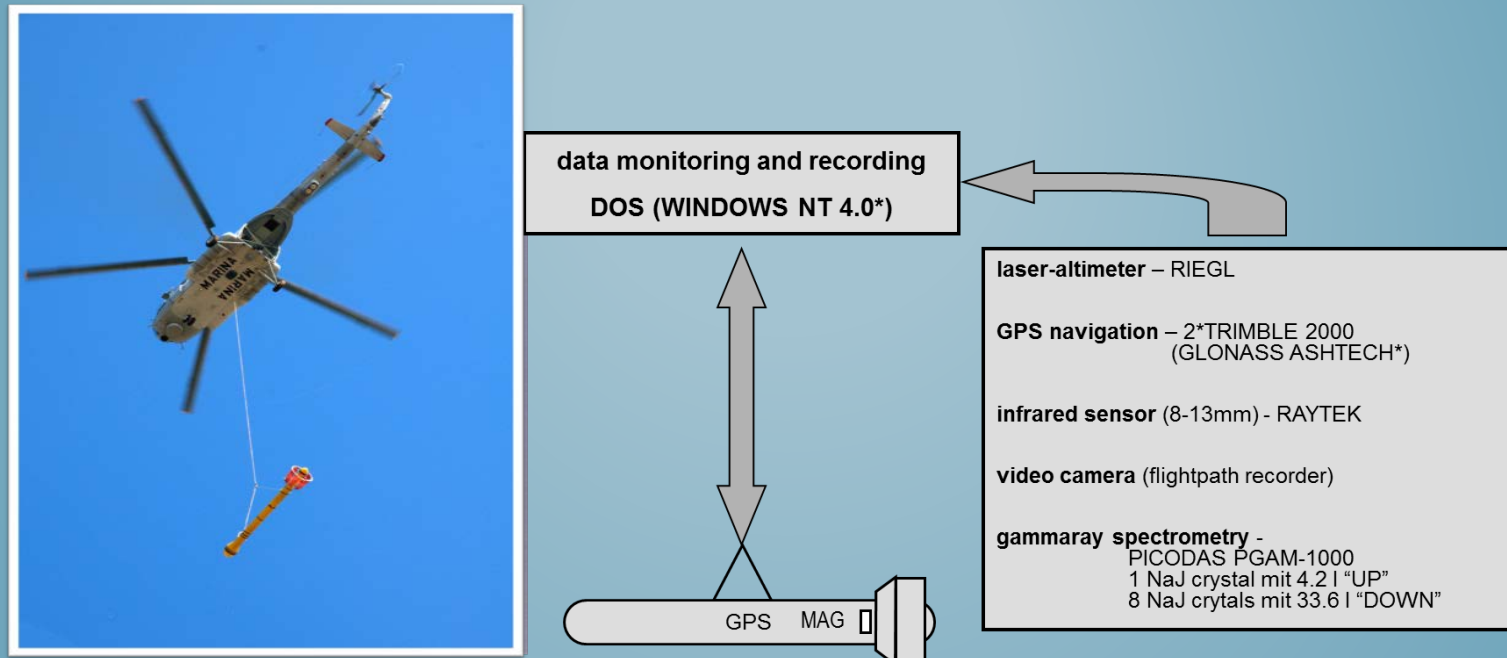 MARINA
MARINA
data monitoring and recording
DOS (WINDOWS NT 4.0*)
laser-altimeter – RIEGL
GPS navigation – 2*TRIMBLE 2000
(GLONASS ASHTECH*)
infrared sensor (8-13mm) - RAYTEK
video camera (flightpath recorder)
gammaray spectrometry -
PICODAS PGAM-1000
1 NaJ crystal mit 4.2 l “UP”
8 NaJ crytals mit 33.6 l “DOWN”
GPS MAG